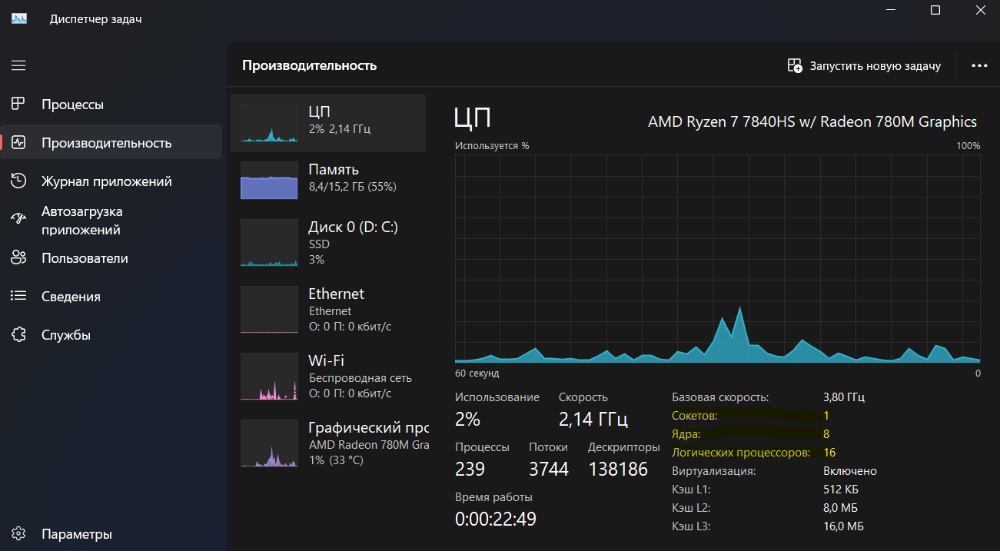 Диспетчер задач
Производительность
Запустить новую задачу
Процессы
Производительность
Журнал приложений
Автозагрузка
приложений
Пользователи
Сведения
Службы
Параметры
ЦП
2% 2,14 ГГц
Память
8,4/15,2 ГБ (55%)
Диск 0 (D: C:)
SSD
3%
Ethernet
Ethernet
О: 0 П: 0 кбит/с
Wi-Fi
Беспроводная сеть
О: 0 П: 0 кбит/с
Графический прс
AMD Radeon 780M Gra
1% (33 °C)
ЦП
AMD Ryzen 7 7840HS w/ Radeon 780M Graphics
Используется %
100%
60 секунд
0
Использование
2%
Скорость
2,14 ГГц
Процессы
239
Потоки
3744
Дескрипторы
138186
Время работы
0:00:22:49
Базовая скорость: 3,80 ГГц
Сокетов: 1
Ядра: 8
Логических процессоров: 16
Виртуализация: Включено
Кэш L1: 512 КБ
Кэш L2: 8,0 МБ
Кэш L3: 16,0 МБ